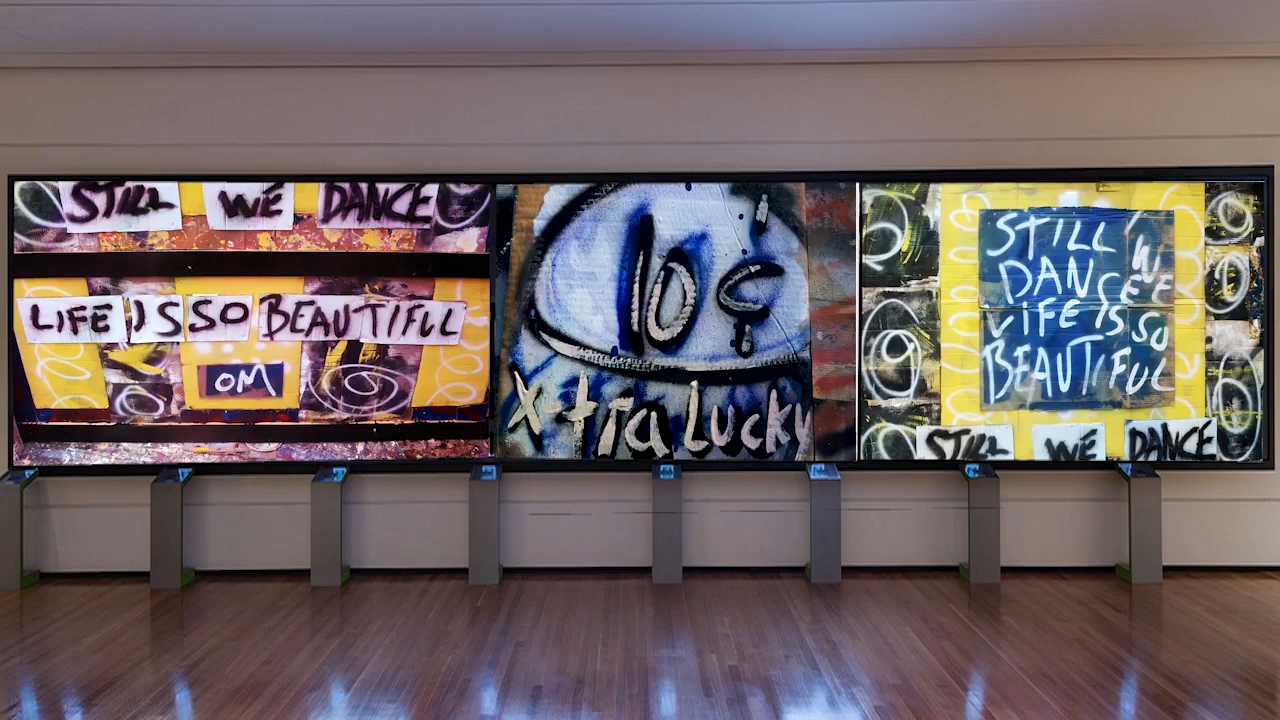 STILL WE DANCE
LIFE IS SO BEAUTIFUL
OM
10¢
x-tra Lucky
STILL WE
DANCE
LIFE IS SO
BEAUTIFUL
STILL WE DANCE